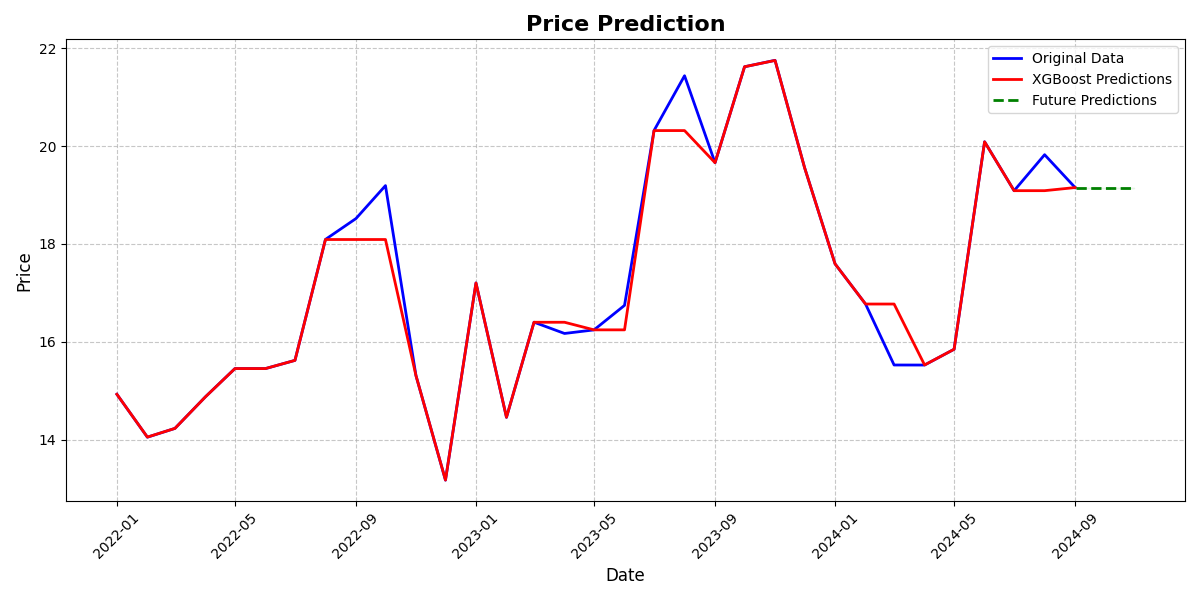 Price Prediction
Original Data
XGBoost Predictions
Future Predictions
Price
22
20
18
16
14
2022-01
2022-05
2022-09
2023-01
2023-05
2023-09
2024-01
2024-05
2024-09
Date